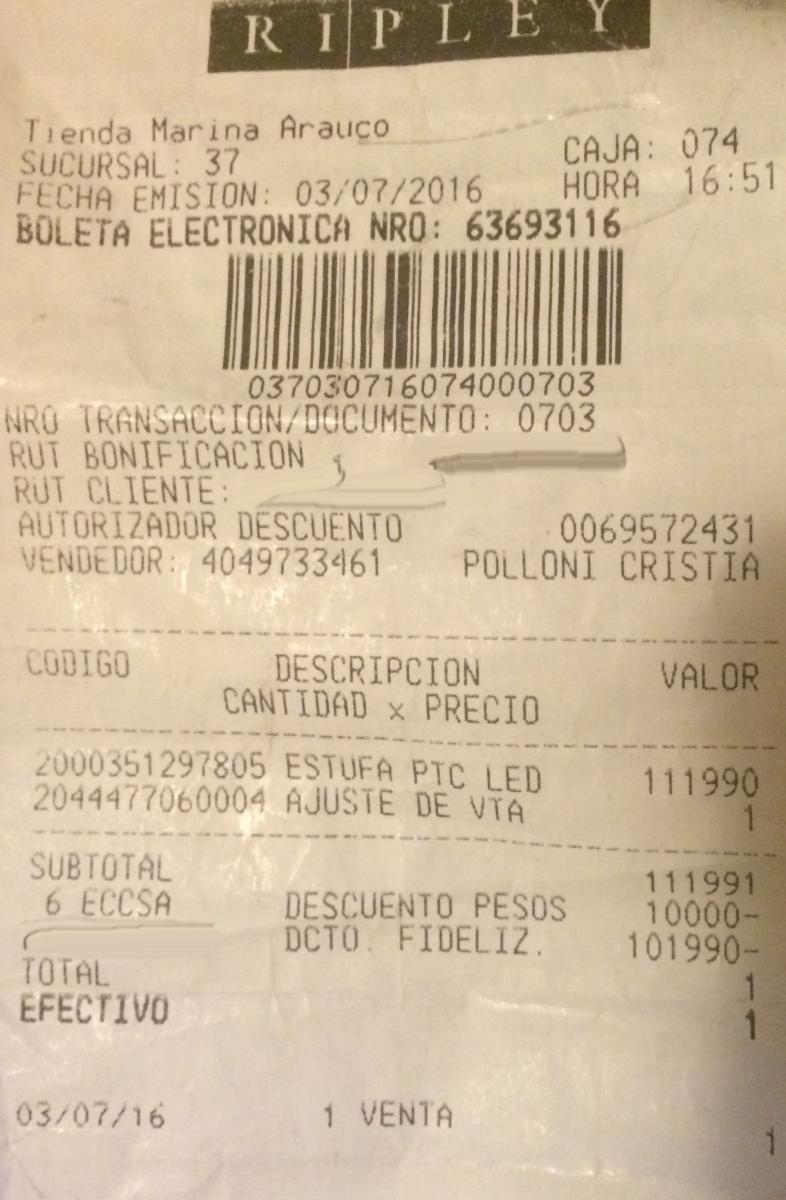 RIPLEY
Tienda Marina Arauco
SUCURSAL: 37 CAJA: 074
FECHA EMISION: 03/07/2016 HORA 16:51
BOLETA ELECTRONICA NRO: 63693116
037030716074000703
NRO TRANSACCION/DOCUMENTO: 0703
RUT BONIFICACION
RUT CLIENTE:
AUTORIZADOR DESCUENTO 0069572431
VENDEDOR: 4049733461 POLLONI CRISTIA
CODIGO DESCRIPCION VALOR
CANTIDAD x PRECIO
2000351297805 ESTUFA PTC LED 111990
2044477060004 AJUSTE DE VTA 1
SUBTOTAL 111991
6 ECCSA DESCUENTO PESOS 10000-
DCTO. FIDELIZ. 101990-
TOTAL 1
EFECTIVO 1
03/07/16 1 VENTA 1